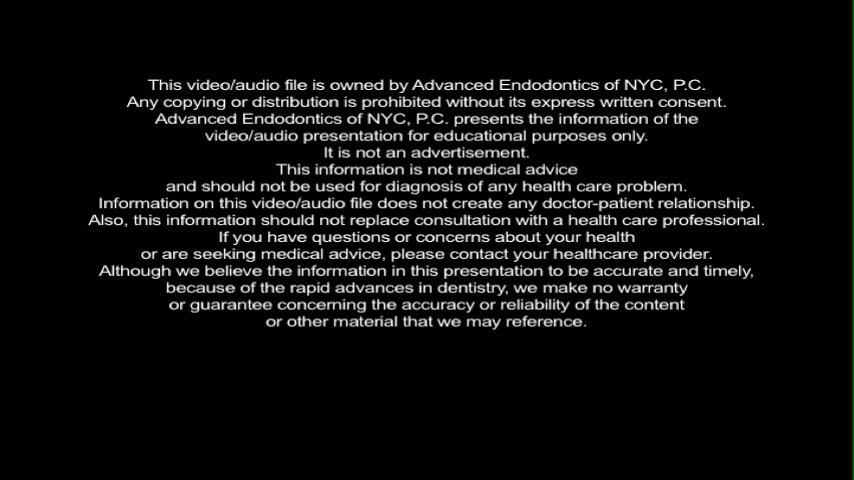 This video/audio file is owned by Advanced Endodontics of NYC, P.C.
Any copying or distribution is prohibited without its express written consent.
Advanced Endodontics of NYC, P.C. presents the information of the
video/audio presentation for educational purposes only.
It is not an advertisement.
This information is not medical advice
and should not be used for diagnosis of any health care problem.
Information on this video/audio file does not create any doctor-patient relationship.
Also, this information should not replace consultation with a health care professional.
If you have questions or concerns about your health
or are seeking medical advice, please contact your healthcare provider.
Although we believe the information in this presentation to be accurate and timely,
because of the rapid advances in dentistry, we make no warranty
or guarantee concerning the accuracy or reliability of the content
or other material that we may reference.